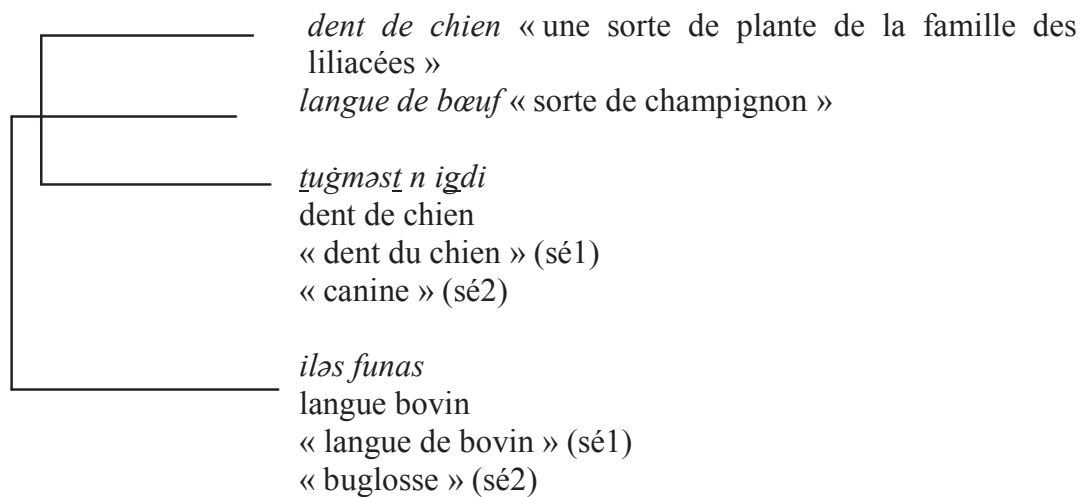 dent de chien « une sorte de plante de la famille des
liliacées »
langue de bœuf « sorte de champignon »
ṯuġməsṯ n ig̱di
dent de chien
« dent du chien » (sé1)
« canine » (sé2)
iləs funas
langue bovin
« langue de bovin » (sé1)
« buglosse » (sé2)